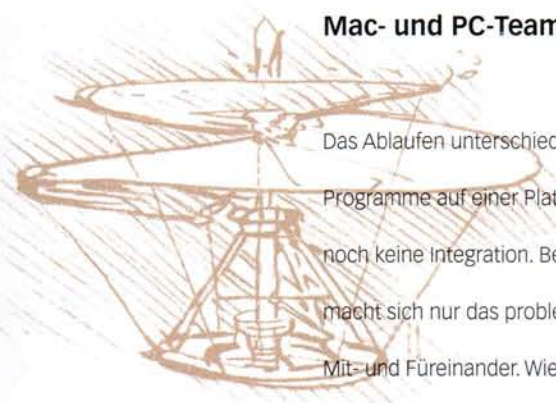 Mac- und PC-Team
Das Ablaufen unterschied
Programme auf einer Plat
noch keine Integration. Be
macht sich nur das proble
Mit- und Füreinander. Wie